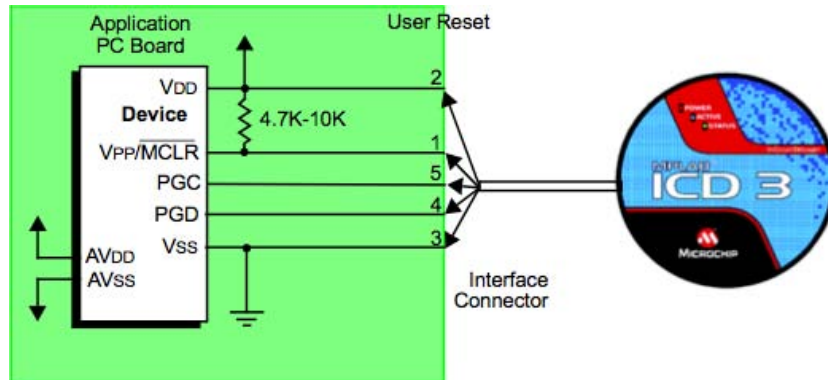 Application
PC Board
User Reset
VDD
2
Device
4.7K-10K
VPP/MCLR
1
PGC
5
PGD
4
VSS
3
AVDD
AVSS
Interface
Connector
POWER
ACTIVE
STATUS
MPLAB
ICD 3
MICROCHIP